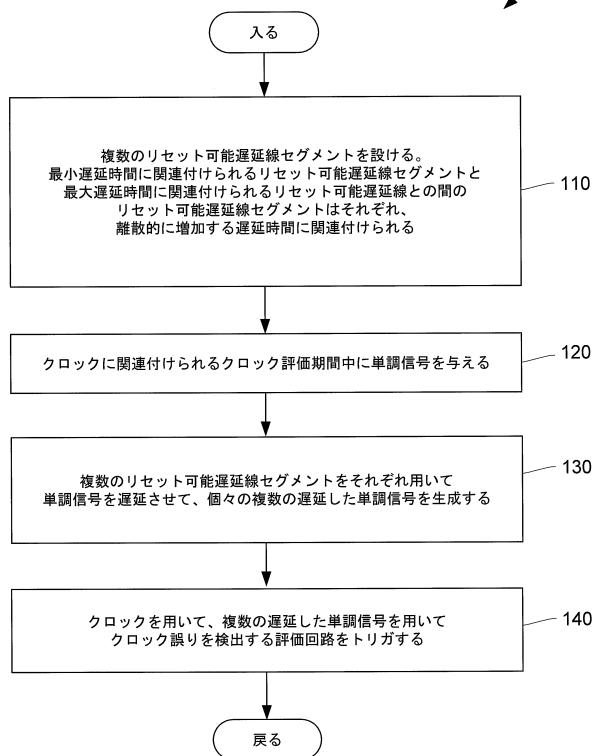 入る
複数のリセット可能遅延線セグメントを設ける。
最小遅延時間に関連付けられるリセット可能遅延線セグメントと
最大遅延時間に関連付けられるリセット可能遅延線との間の
リセット可能遅延線セグメントはそれぞれ、
離散的に増加する遅延時間に関連付けられる
110
クロックに関連付けられるクロック評価期間中に単調信号を与える
120
複数のリセット可能遅延線セグメントをそれぞれ用いて
単調信号を遅延させて、個々の複数の遅延した単調信号を生成する
130
クロックを用いて、複数の遅延した単調信号を用いて
クロック誤りを検出する評価回路をトリガする
140
戻る